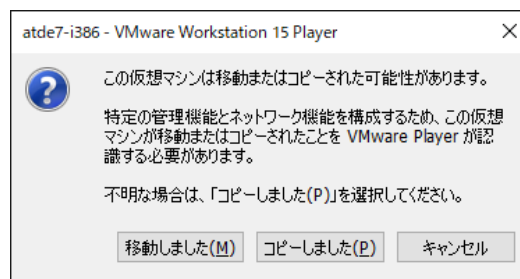 atde7-i386 - VMware Workstation 15 Player
この仮想マシンは移動またはコピーされた可能性があります。
特定の管理機能とネットワーク機能を構成するため、この仮想
マシンが移動またはコピーされたことを VMware Player が認
識する必要があります。
不明な場合は、「コピーしました(P)」を選択してください。
移動しました(M) コピーしました(P) キャンセル